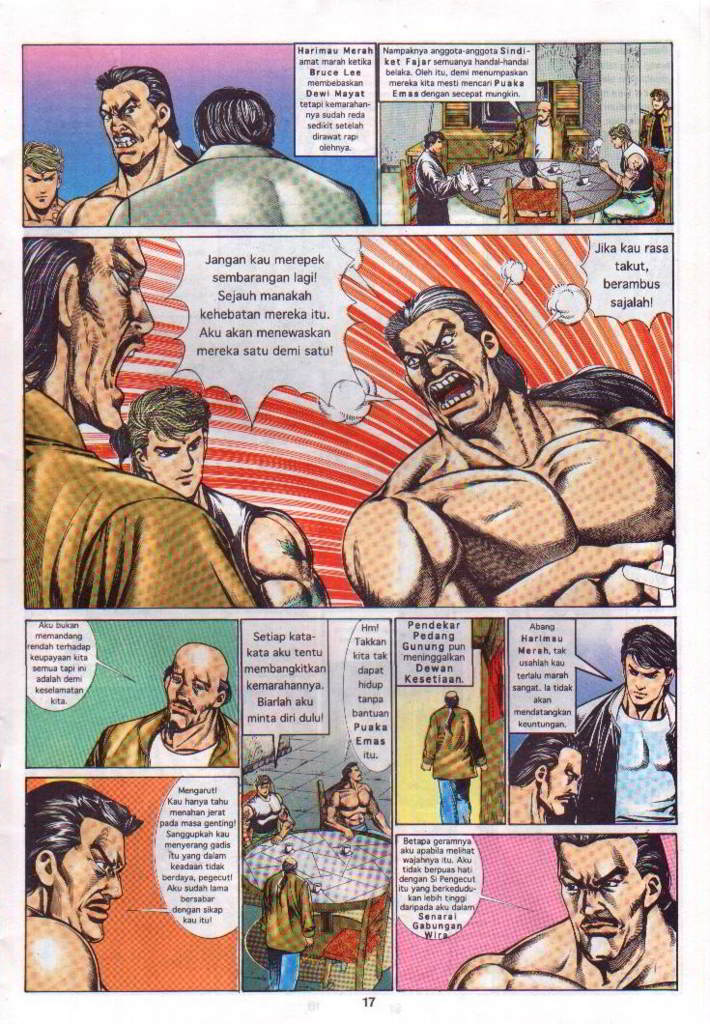 Harimau Merah
amat marah ketika
Bruce Lee
membebaskan
Dewi Mayat
tetapi kemarahan-
nya sudah reda
sedikit setelah
dirawat rapi
olehnya.
Nampaknya anggota-anggota Sindi-
ket Fajar semuanya handal-handal
belaka. Oleh itu, demi menumpaskan
mereka kita mesti mencari Puaka
Emas dengan secepat mungkin.
Jangan kau merepek
sembarangan lagi!
Sejauh manakah
kehebatan mereka itu.
Aku akan menewaskan
mereka satu demi satu!
Jika kau rasa
takut,
berambus
sajalah!
Aku bukan
memandang
rendah terhadap
keupayaan kita
semua tapi ini
adalah demi
keselamatan
kita.
Setiap kata-
kata aku tentu
membangkitkan
kemarahannya.
Biarlah aku
minta diri dulu!
Hm!
Takkan
kita tak
dapat
hidup
tanpa
bantuan
Puaka
Emas
itu.
Pendekar
Pedang
Gunung pun
meninggalkan
Dewan
Kesetiaan.
Abang
Harimau
Merah, tak
usahlah kau
terlalu marah
sangat. Ia tidak
akan
mendatangkan
keuntungan.
Mengarut!
Kau hanya tahu
menahan jerat
pada masa genting!
Sanggupkah kau
menyerang gadis
itu yang dalam
keadaan tidak
berdaya, pegecut!
Aku sudah lama
bersabar
dengan sikap
kau itu!
Betapa geramnya
aku apabila melihat
wajahnya itu. Aku
tidak berpuas hati
dengan Si Pengecut
itu yang berkedudu-
kan lebih tinggi
daripada aku dalam
Senarai
Gabungan
Wira.
17